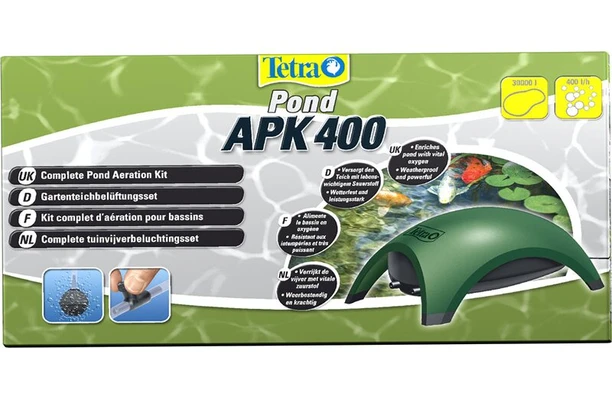 Tetra
Pond
APK 400
400 l/h
UK Complete Pond Aeration Kit
D Gartenteichbelüftungsset
F Kit complet d'aération pour bassins
NL Complete tuinvijverbeluchtingsset
UK
• Enriches
pond with vital
oxygen
• Weatherproof
and powerful
D
• Versorgt den
Teich mit lebens-
wichtigem Sauerstoff
• Wetterfest und
leistungsstark
F
• Alimente
le bassin en
oxygène
• Résistant aux
intempéries et très
puissant
NL
• Verrijkt de
vijver met vitale
zuurstof
• Waarbestendig
en krachtig
Tetra